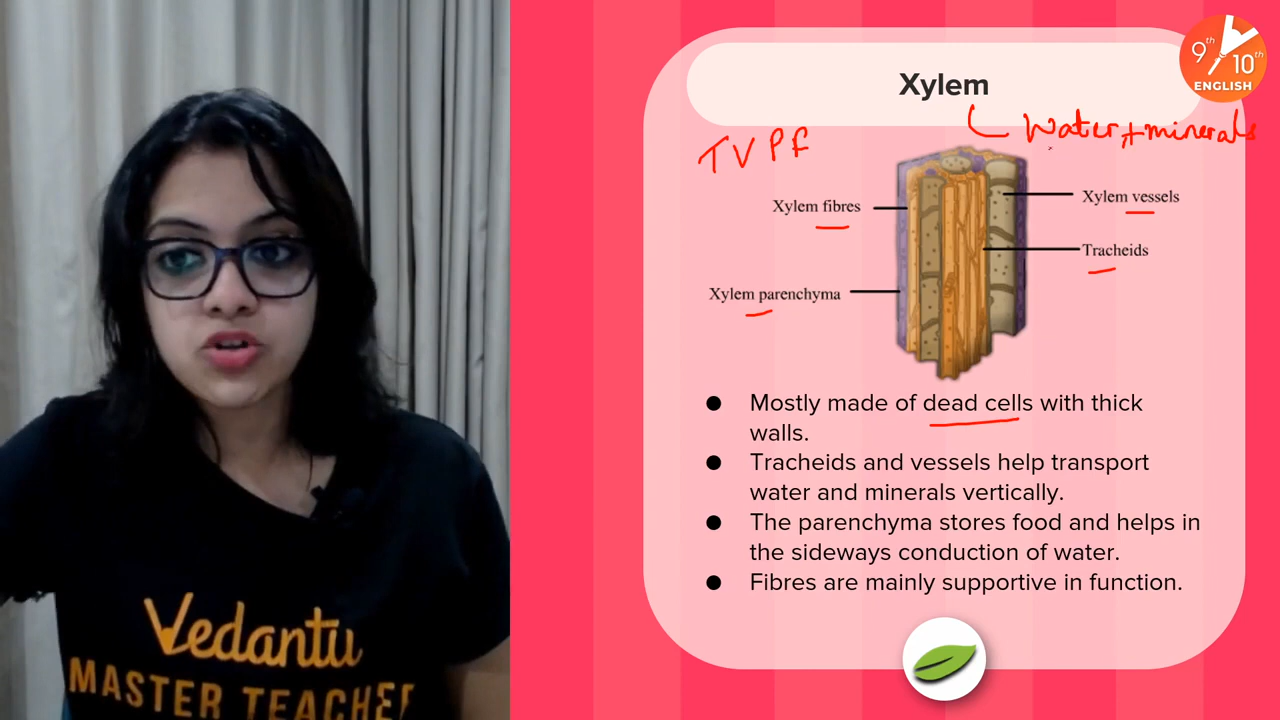 Xylem
9th 10th
ENGLISH
Water + minerals
T V P F
Xylem fibres
Xylem vessels
Tracheids
Xylem parenchyma
● Mostly made of dead cells with thick
walls.
● Tracheids and vessels help transport
water and minerals vertically.
● The parenchyma stores food and helps in
the sideways conduction of water.
● Fibres are mainly supportive in function.
Vedantu
MASTER TEACHER